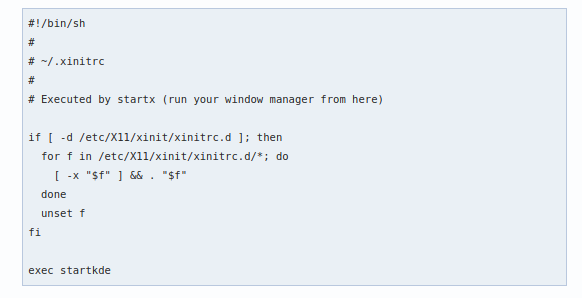 #!/bin/sh
#
# ~/.xinitrc
#
# Executed by startx (run your window manager from here)

if [ -d /etc/X11/xinit/xinitrc.d ]; then
  for f in /etc/X11/xinit/xinitrc.d/*; do
    [ -x "$f" ] && . "$f"
  done
  unset f
fi

exec startkde